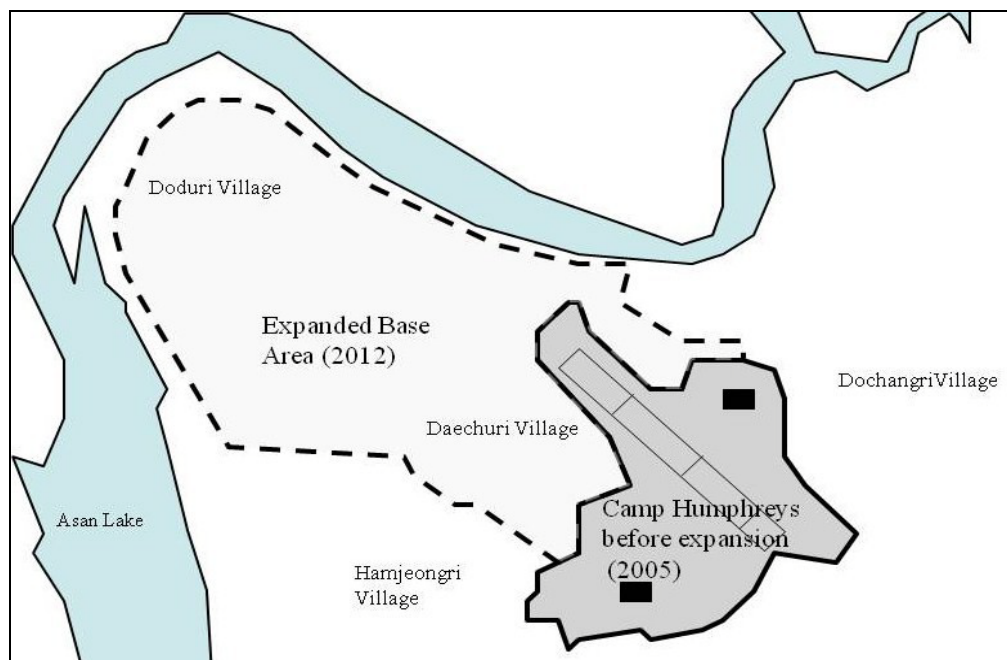 Doduri Village
Expanded Base
Area (2012)
DochangriVillage
Daechuri Village
Camp Humphreys
before expansion
(2005)
Asan Lake
Hamjeongri
Village